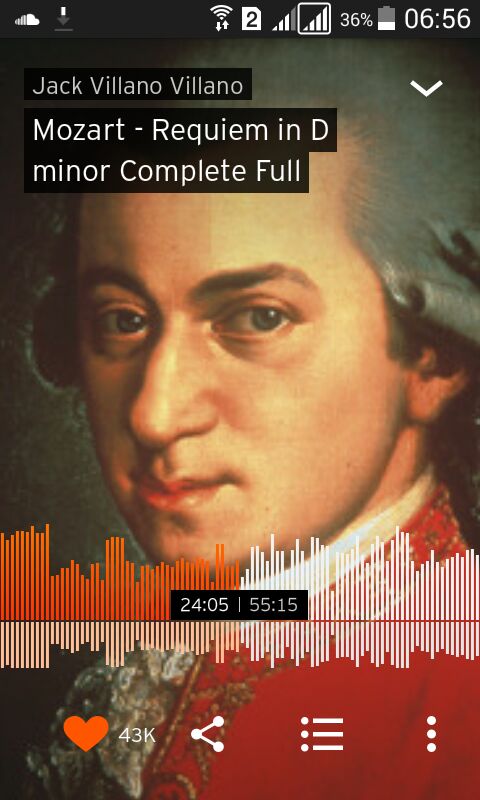 2 36% 06:56
Jack Villano Villano
Mozart - Requiem in D
minor Complete Full
24:05 | 55:15
43K